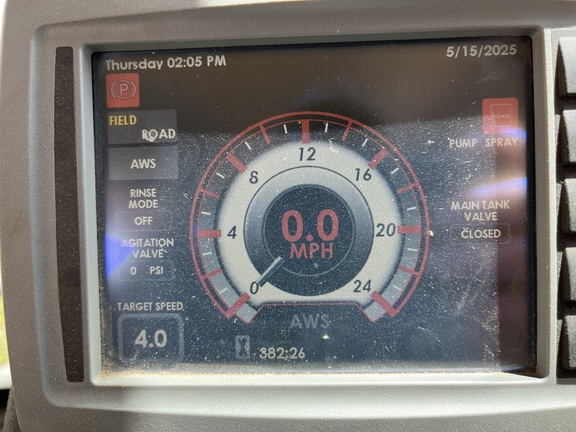 Thursday 02:05 PM
5/15/2025
P
FIELD
ROAD
AWS
RINSE
MODE
OFF
AGITATION
VALVE
0 PSI
TARGET SPEED
4.0
0
4
8
12
16
20
24
0.0
MPH
AWS
382:26
PUMP SPRAY
MAIN TANK
VALVE
CLOSED